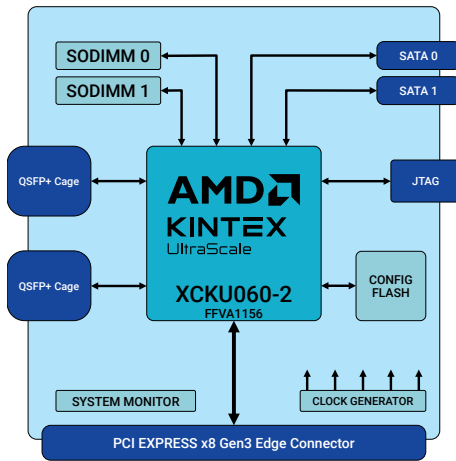 SODIMM 0
SODIMM 1
SATA 0
SATA 1
QSFP+ Cage
QSFP+ Cage
AMD
KINTEX
UltraScale
XCKU060-2
FFVA1156
JTAG
CONFIG
FLASH
SYSTEM MONITOR
CLOCK GENERATOR
PCI EXPRESS x8 Gen3 Edge Connector